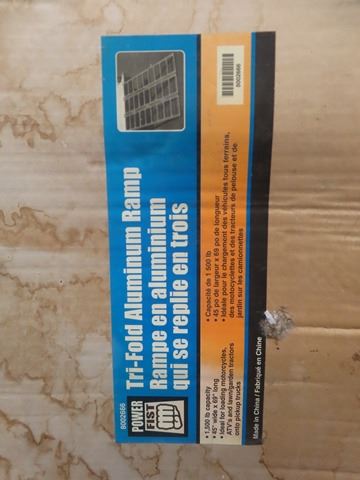 8002666
POWER
FIST
Tri-Fold Aluminum Ramp
Rampe en aluminium
qui se replie en trois
• 1,500 lb capacity
• 45" wide x 69" long
• Ideal for loading motorcycles,
ATV's and lawn/garden tractors
onto pickup trucks
• Capacité de 1 500 lb
• 45 po de largeur x 69 po de longueur
• Idéale pour le chargement des véhicules tous terrains,
des motocyclettes et des tracteurs de pelouse et de
jardin sur les camionnettes
8002666
Made in China / Fabriqué en Chine